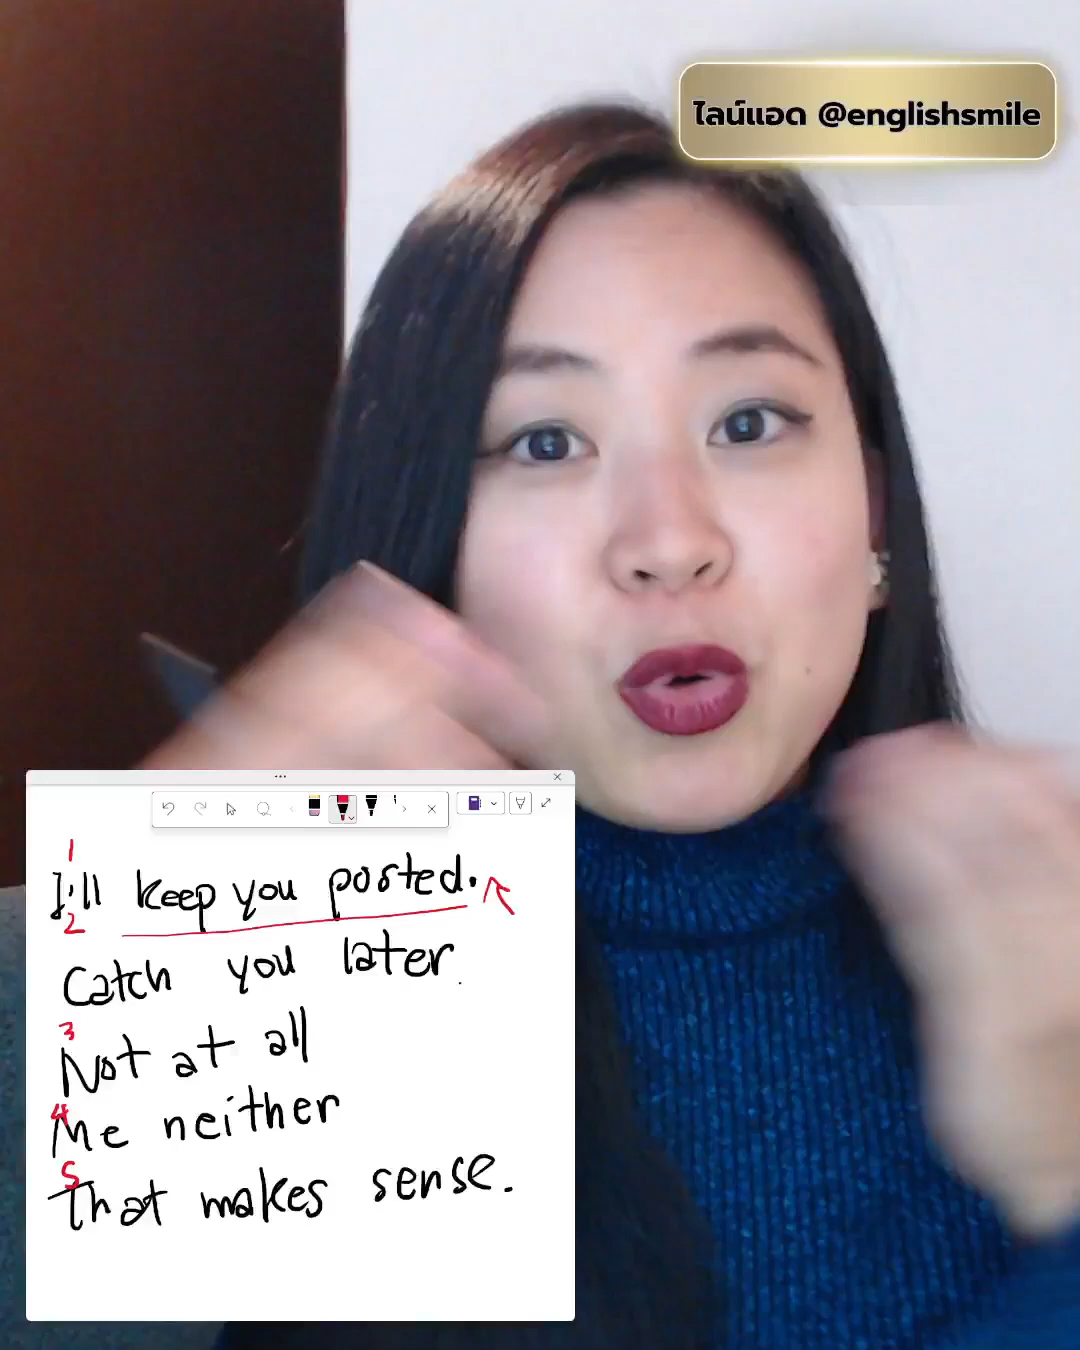 ไลน์แอด @englishsmile
1
I'll keep you posted.
2
Catch you later.
3
Not at all
4
Me neither
5
That makes sense.